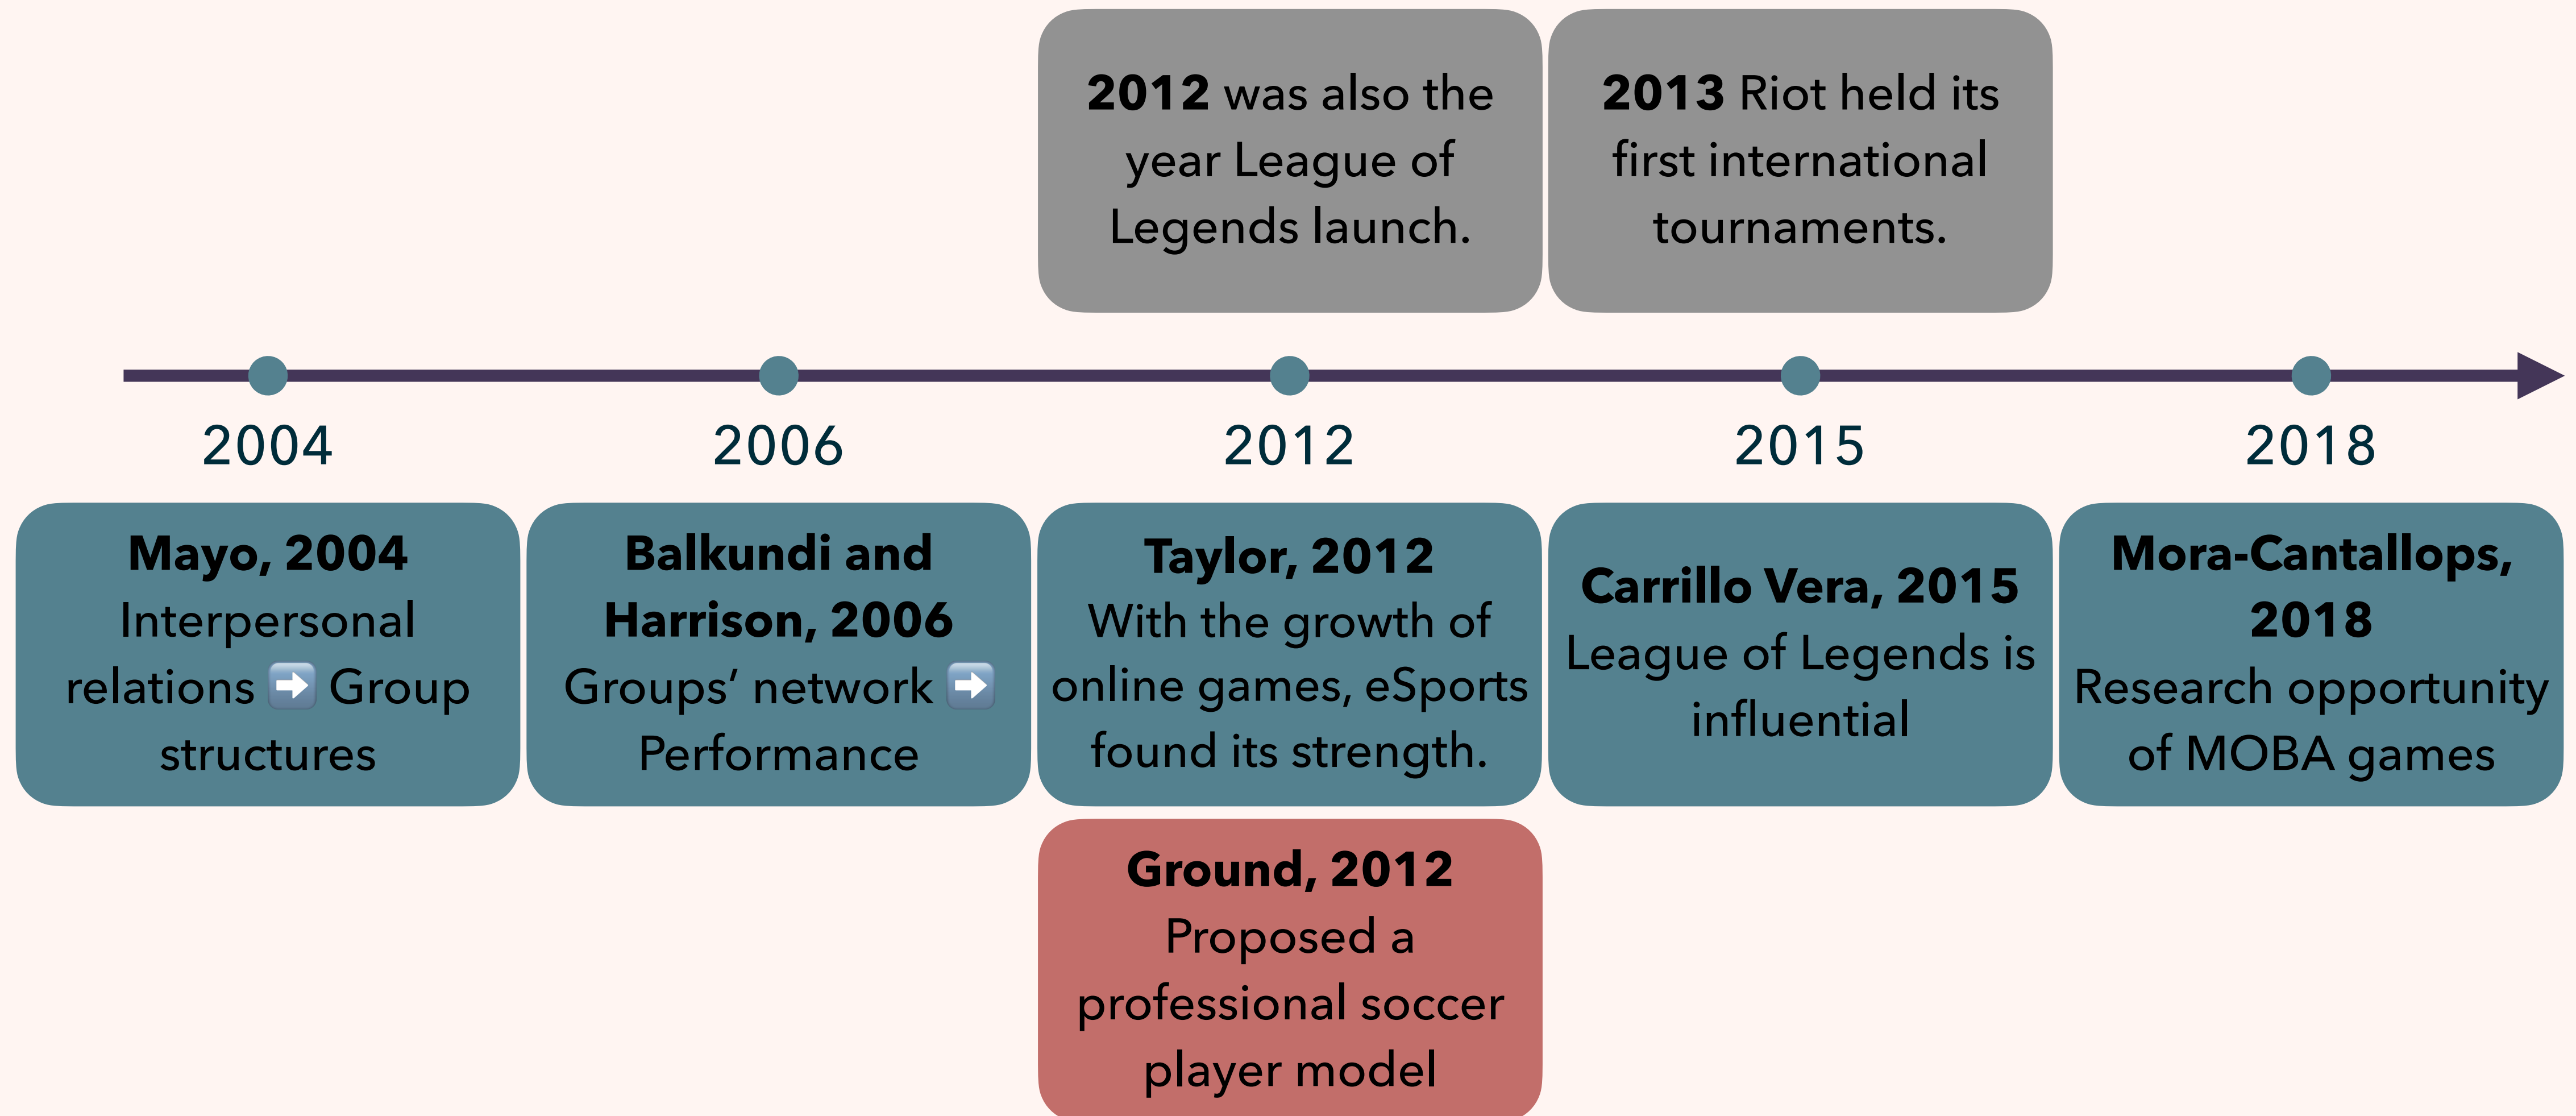 2012 was also the
year League of
Legends launch.
2013 Riot held its
first international
tournaments.
2004
2006
2012
2015
2018
Mayo, 2004
Interpersonal
relations ➡️ Group
structures
Balkundi and
Harrison, 2006
Groups’ network ➡️
Performance
Taylor, 2012
With the growth of
online games, eSports
found its strength.
Carrillo Vera, 2015
League of Legends is
influential
Mora-Cantallops,
2018
Research opportunity
of MOBA games
Ground, 2012
Proposed a
professional soccer
player model